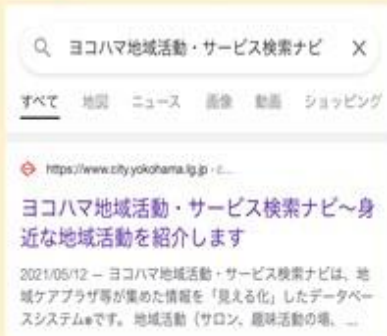 ヨコハマ地域活動・サービス検索ナビ
すべて 地図 ニュース 画像 動画 ショッピング
https://www.city.yokohama.lg.jp › c...
ヨコハマ地域活動・サービス検索ナビ〜身
近な地域活動を紹介します
2021/05/12 — ヨコハマ地域活動・サービス検索ナビは、地
域ケアプラザ等が集めた情報を「見える化」したデータベー
スシステム※です。 地域活動（サロン、趣味活動の場、 ...